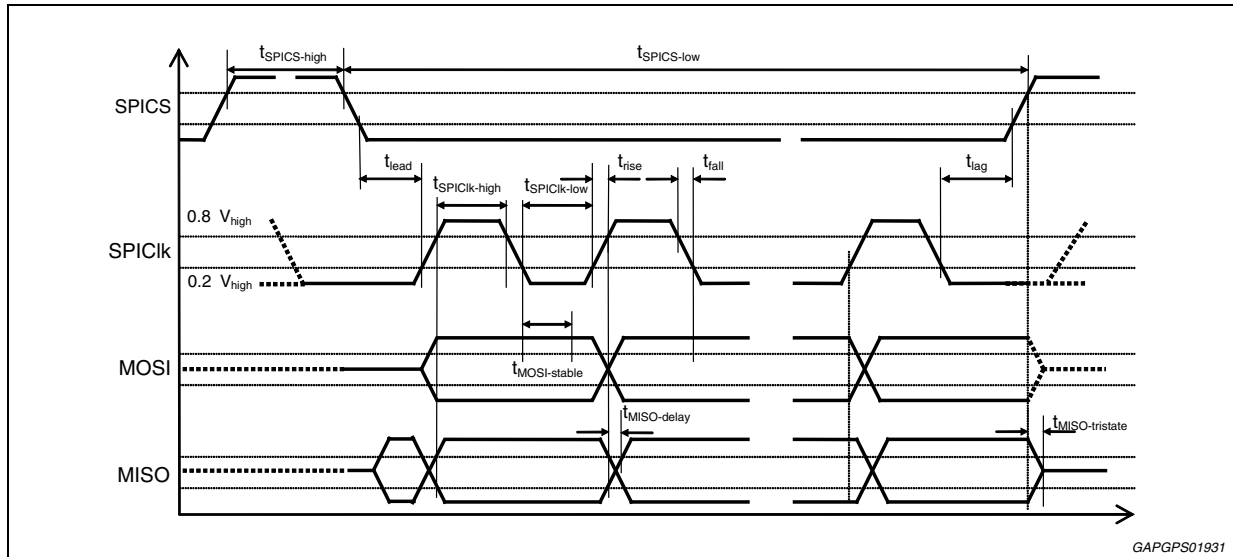 tSPICS-high
tSPICS-low
SPICS
tlead
trise
tfall
tlag
tSPIClk-high
tSPIClk-low
0.8 Vhigh
SPIClk
0.2 Vhigh
MOSI
tMOSI-stable
tMISO-delay
tMISO-tristate
MISO
GAPGPS01931